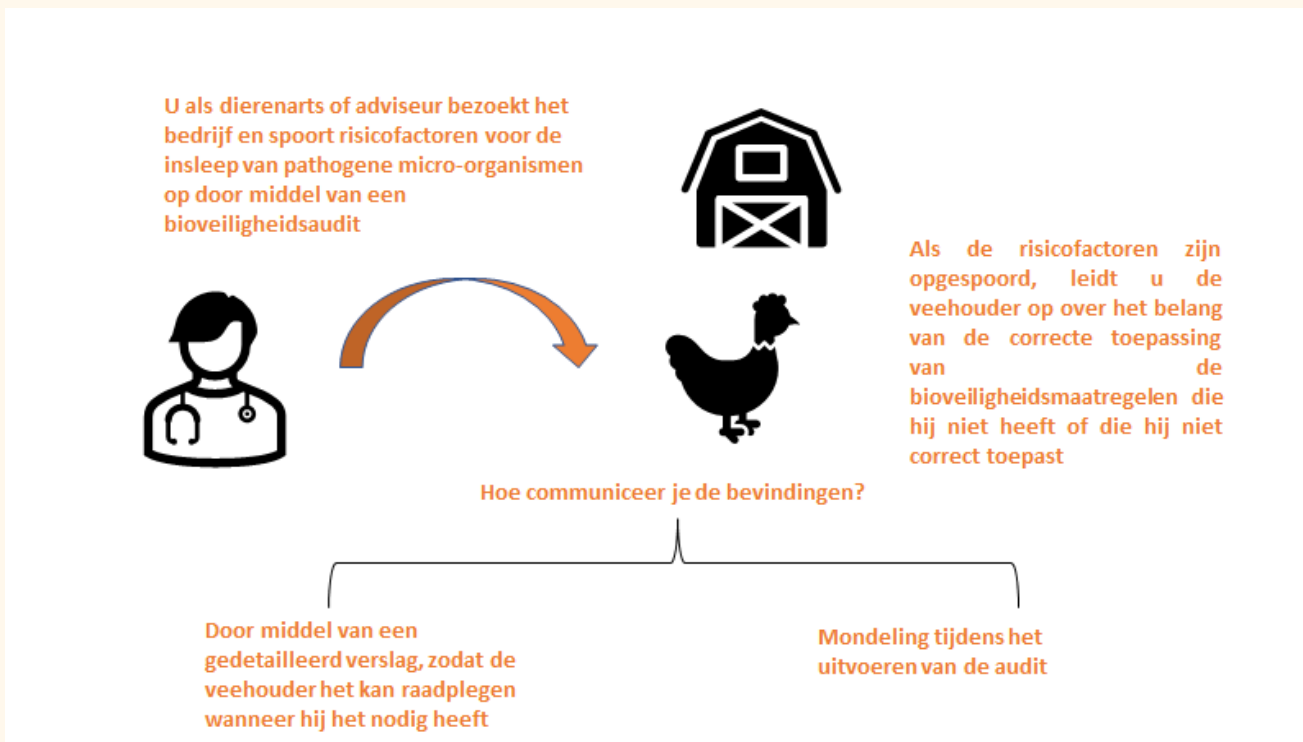 U als dierenarts of adviseur bezoekt het
bedrijf en spoort risicofactoren voor de
insleep van pathogene micro-organismen
op door middel van een
bioveiligheidsaudit
Als de risicofactoren zijn
opgespoord, leidt u de
veehouder op over het belang
van de correcte toepassing
van de
bioveiligheidsmaatregelen die
hij niet heeft of die hij niet
correct toepast
Hoe communiceer je de bevindingen?
Door middel van een
gedetailleerd verslag, zodat de
veehouder het kan raadplegen
wanneer hij het nodig heeft
Mondeling tijdens het
uitvoeren van de audit